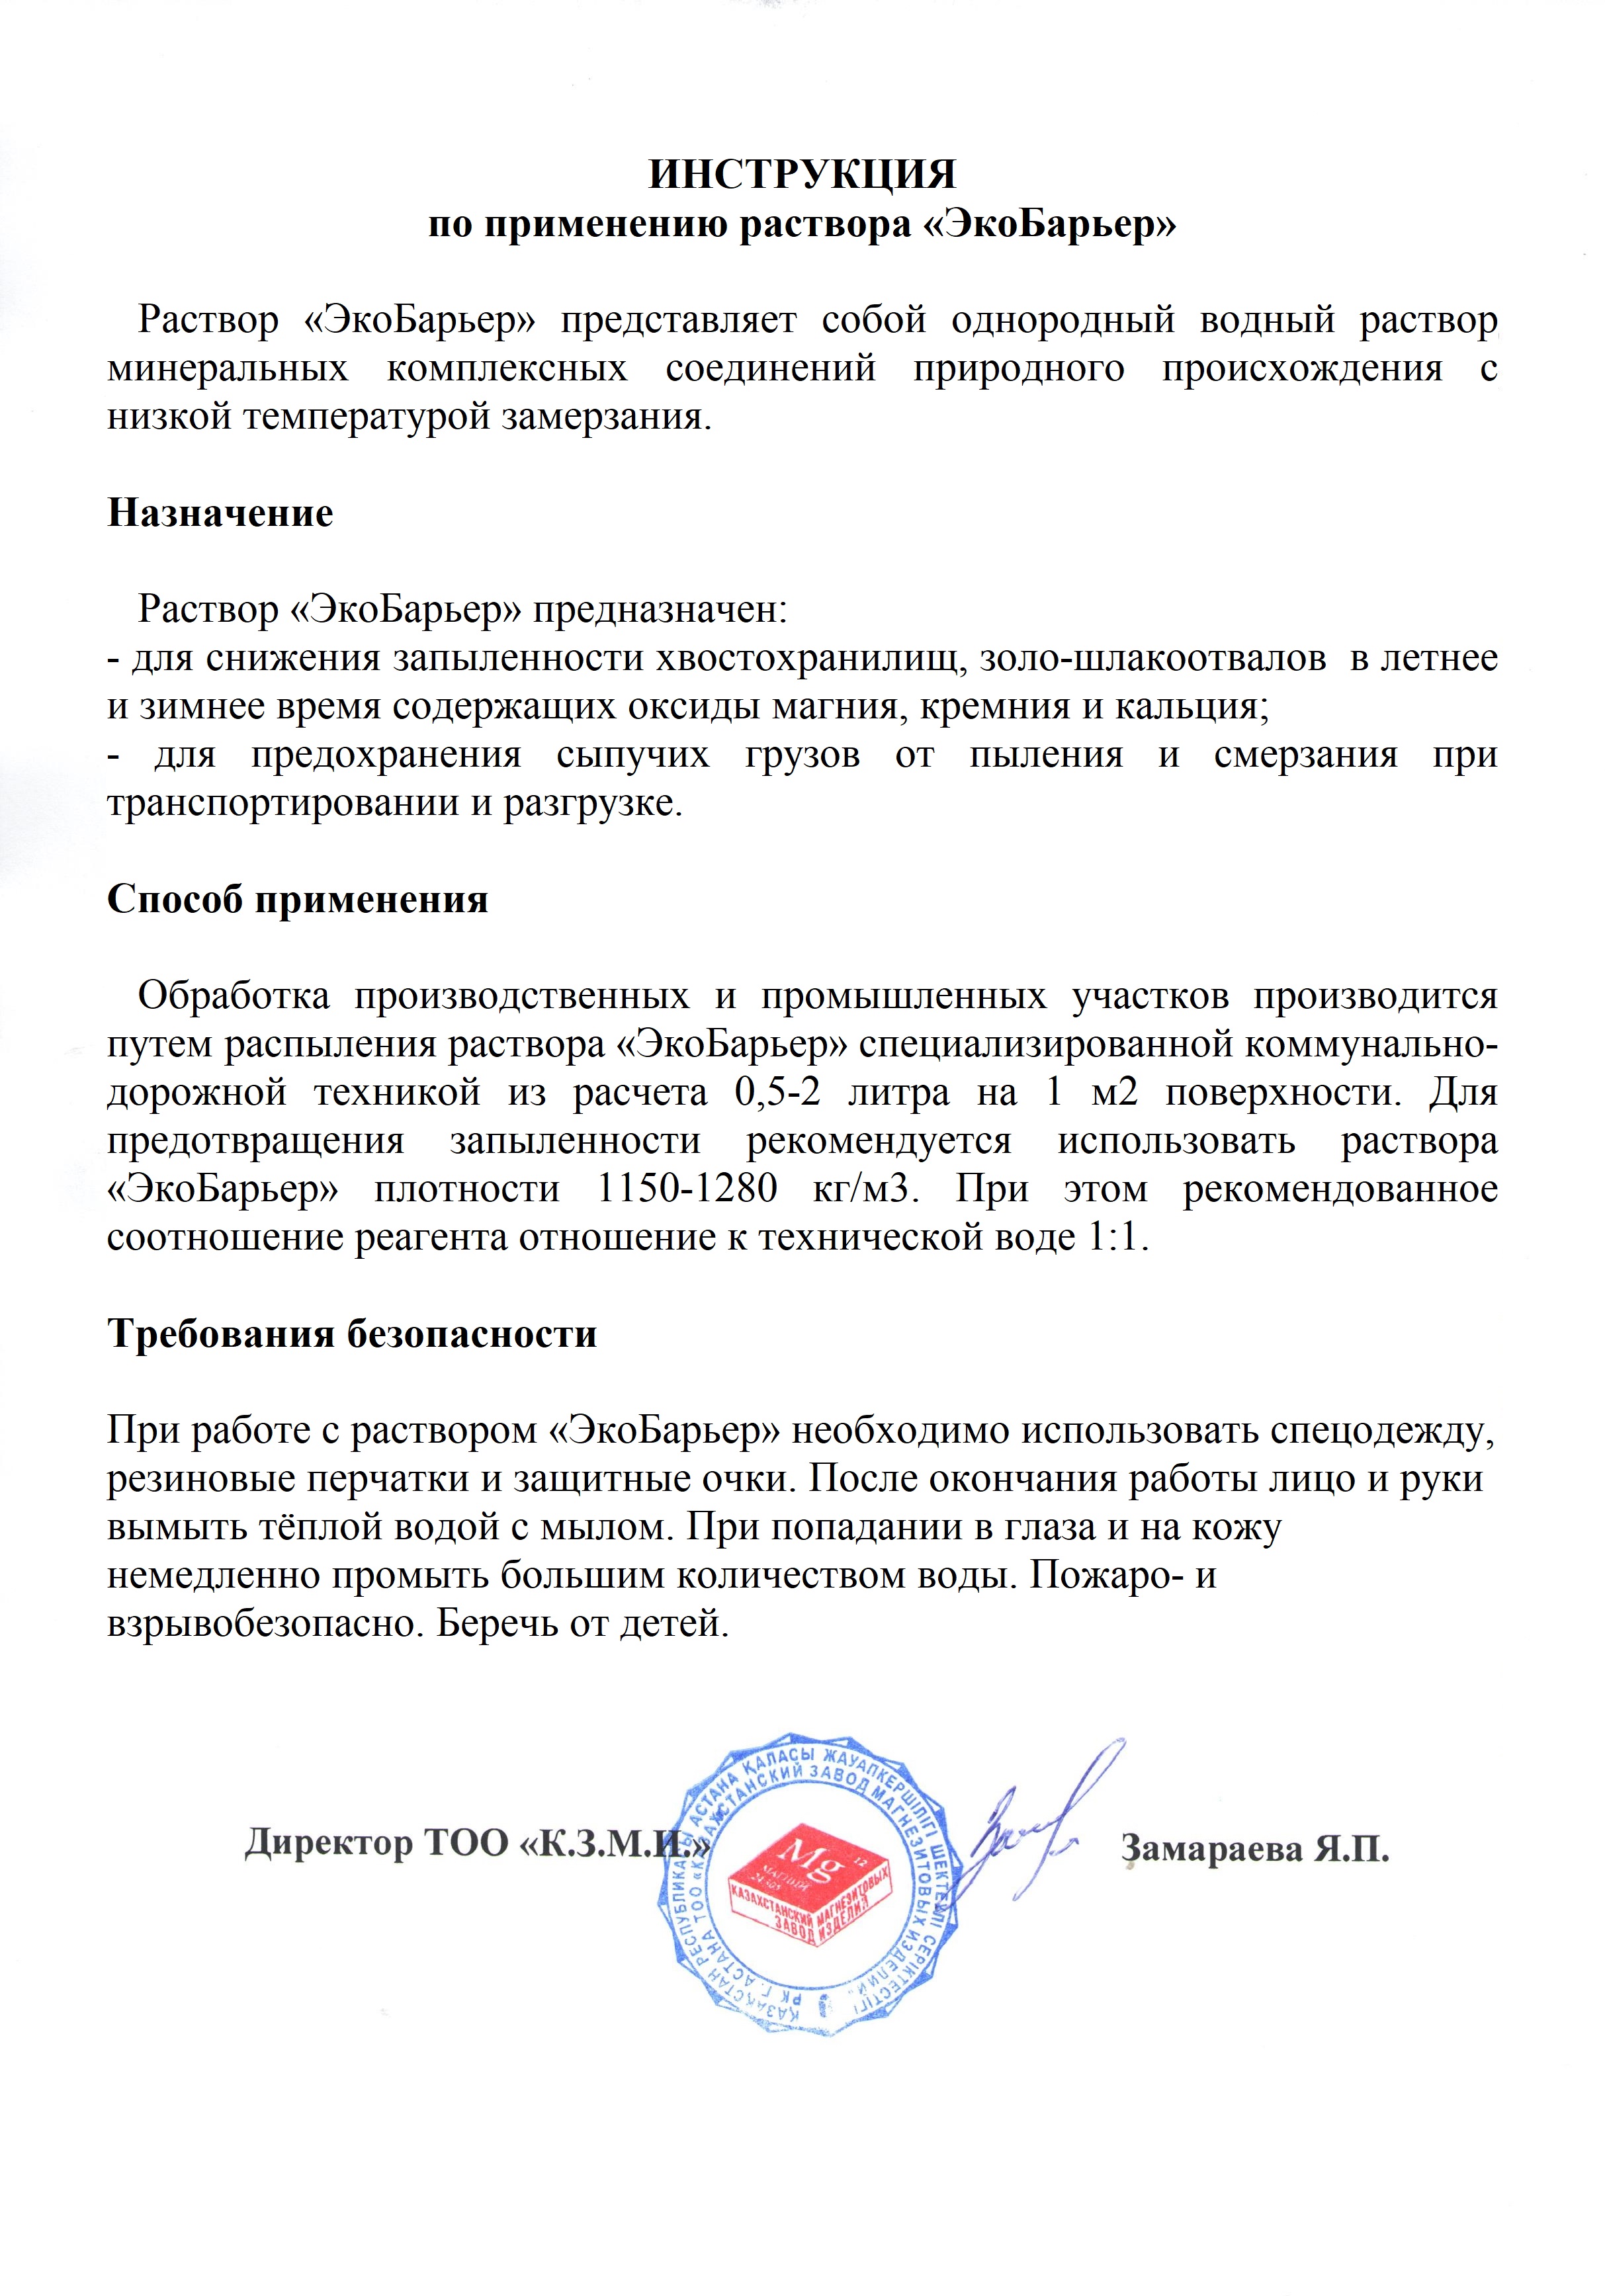 ИНСТРУКЦИЯ
по применению раствора «ЭкоБарьер»
Раствор «ЭкоБарьер» представляет собой однородный водный раствор
минеральных комплексных соединений природного происхождения с
низкой температурой замерзания.
Назначение
Раствор «ЭкоБарьер» предназначен:
- для снижения запыленности хвостохранилищ, золо-шлакоотвалов  в летнее
и зимнее время содержащих оксиды магния, кремния и кальция;
- для предохранения сыпучих грузов от пыления и смерзания при
транспортировании и разгрузке.
Способ применения
Обработка производственных и промышленных участков производится
путем распыления раствора «ЭкоБарьер» специализированной коммунально-
дорожной техникой из расчета 0,5-2 литра на 1 м2 поверхности. Для
предотвращения запыленности рекомендуется использовать раствора
«ЭкоБарьер» плотности 1150-1280 кг/м3. При этом рекомендованное
соотношение реагента отношение к технической воде 1:1.
Требования безопасности
При работе с раствором «ЭкоБарьер» необходимо использовать спецодежду,
резиновые перчатки и защитные очки. После окончания работы лицо и руки
вымыть тёплой водой с мылом. При попадании в глаза и на кожу
немедленно промыть большим количеством воды. Пожаро- и
взрывобезопасно. Беречь от детей.
Директор ТОО «К.З.М.И.»
Замараева Я.П.
ҚАЗАҚСТАН РЕСПУБЛИКАСЫ АСТАНА ҚАЛАСЫ ЖАУАПКЕРШІЛІГІ ШЕКТЕУЛІ СЕРІКТЕСТІГІ
РК Г. АСТАНА ТОО «КАЗАХСТАНСКИЙ ЗАВОД МАГНЕЗИТОВЫХ ИЗДЕЛИЙ»
Mg 12
МАГНИЙ
КАЗАХСТАНСКИЙ МАГНЕЗИТОВЫХ
ЗАВОД ИЗДЕЛИЙ